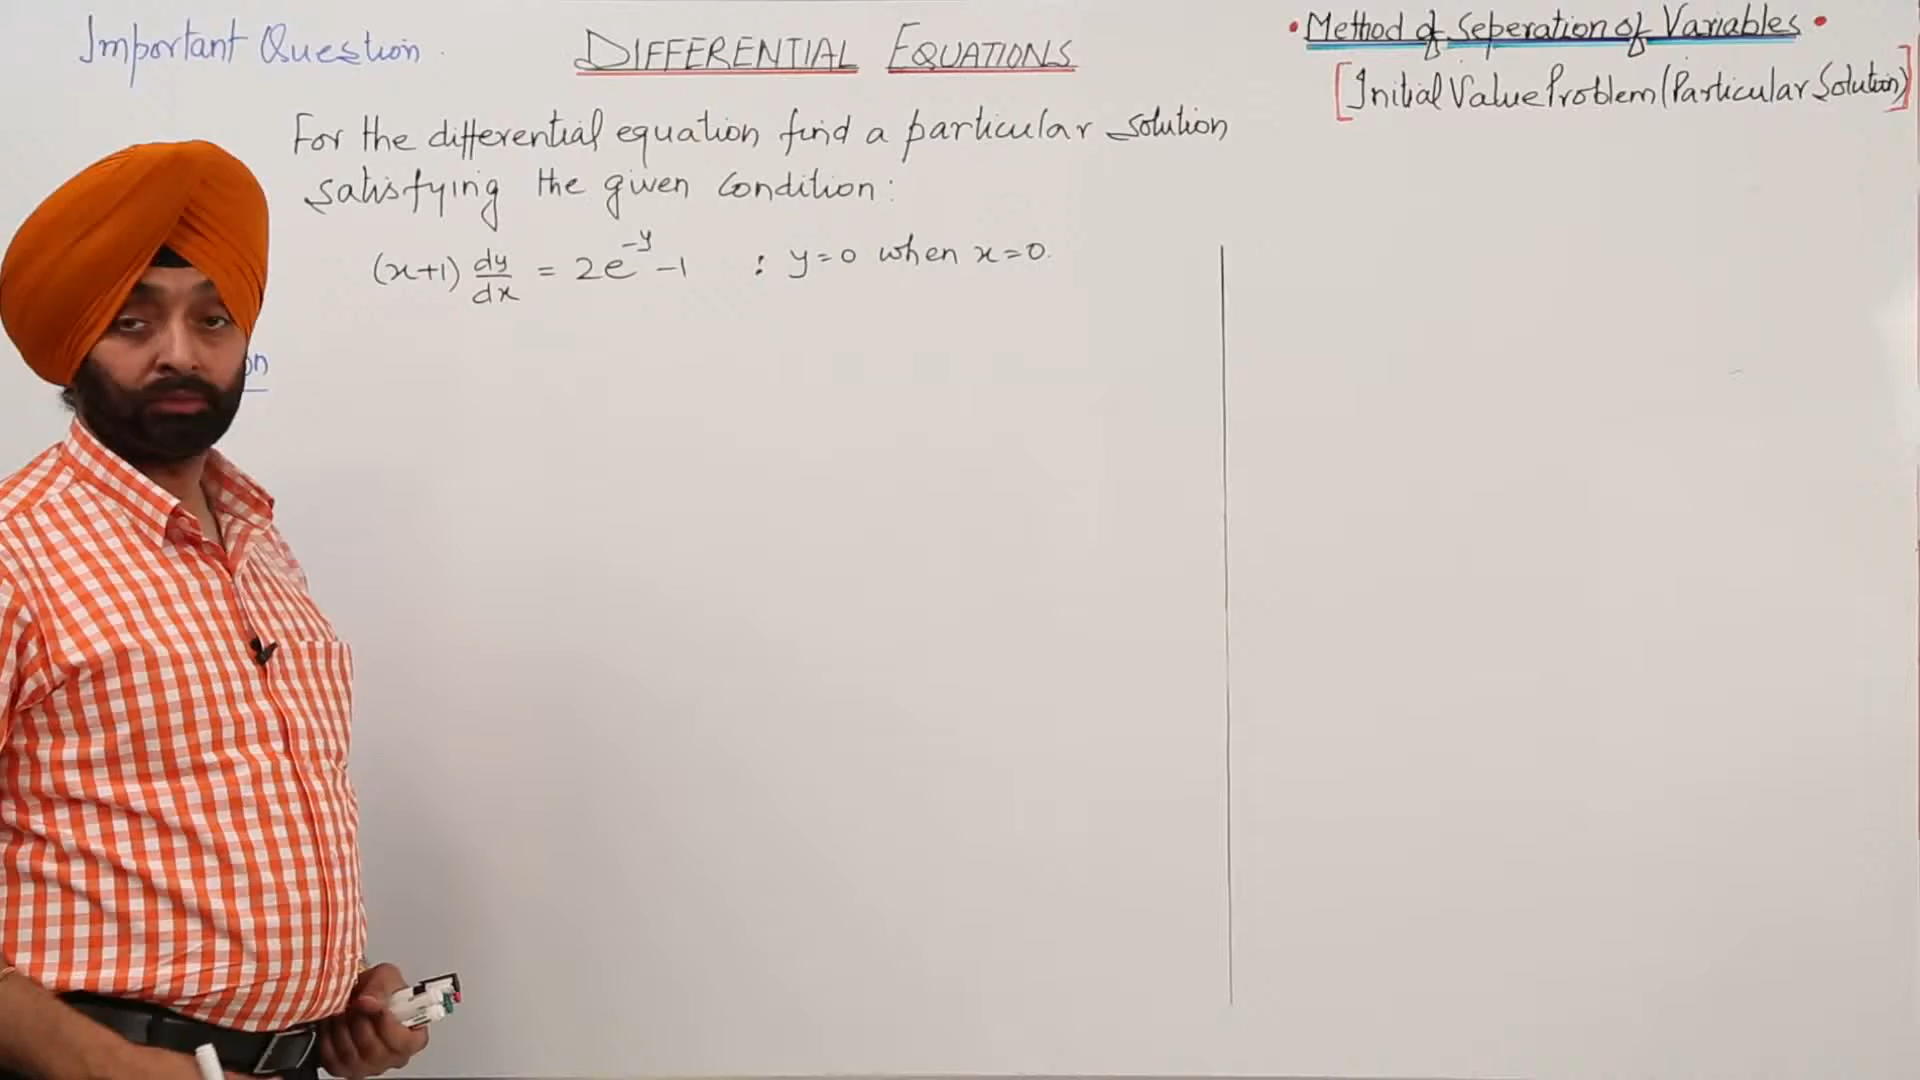 Important Question
DIFFERENTIAL EQUATIONS
• Method of Seperation of Variables •
[Initial Value Problem (Particular Solution)]
For the differential equation find a particular solution
satisfying the given condition:
(x+1) dy/dx = 2e^-y -1 : y=0 when x=0.